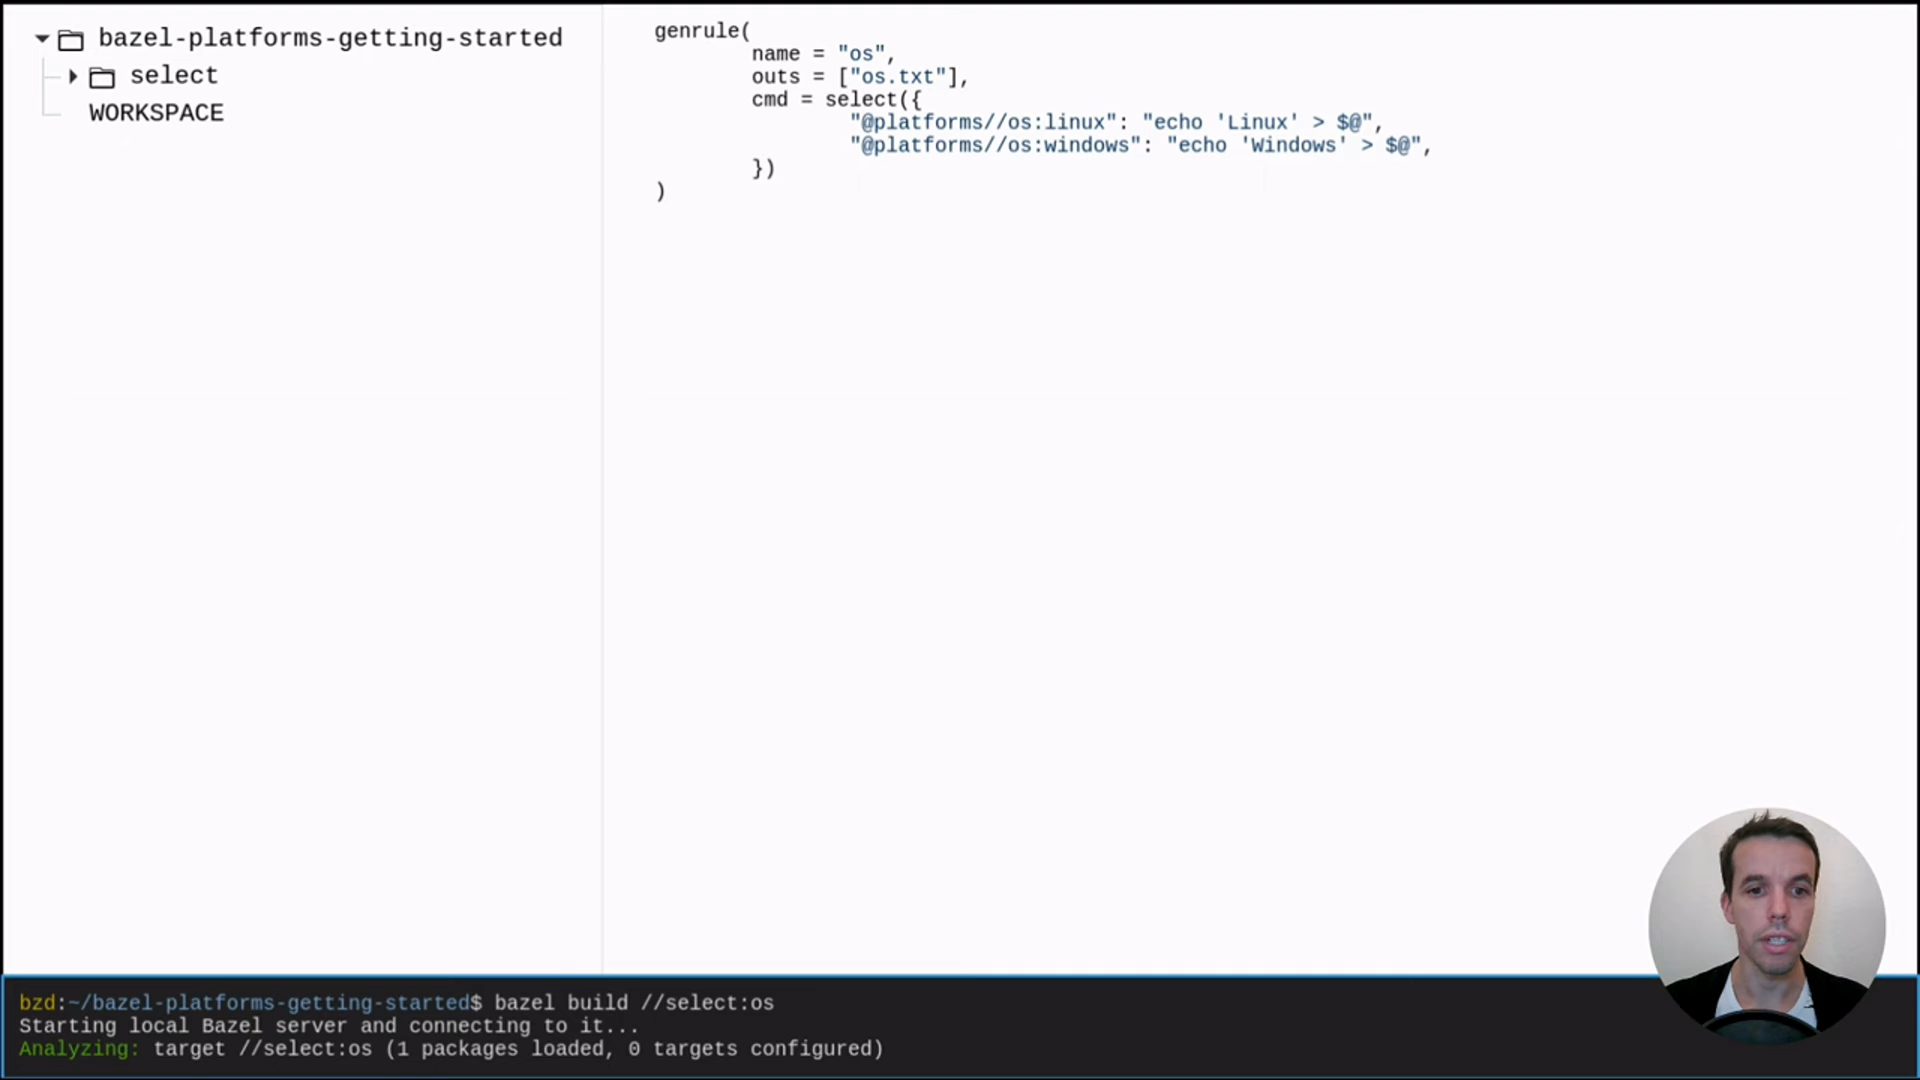 bazel-platforms-getting-started
select
WORKSPACE
genrule(
name = "os",
outs = ["os.txt"],
cmd = select({
"@platforms//os:linux": "echo 'Linux' > $@",
"@platforms//os:windows": "echo 'Windows' > $@",
})
)
bzd:~/bazel-platforms-getting-started$ bazel build //select:os
Starting local Bazel server and connecting to it...
Analyzing: target //select:os (1 packages loaded, 0 targets configured)